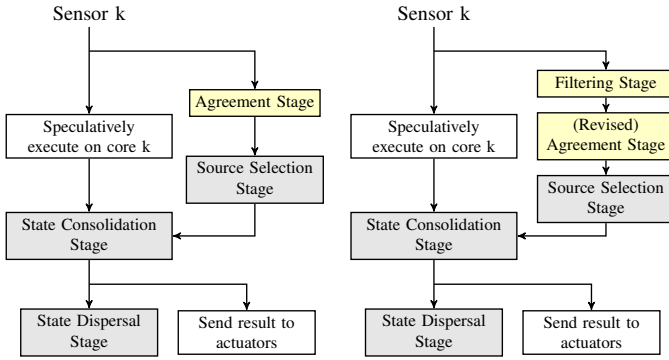 Sensor k
Agreement Stage
Speculatively
execute on core k
Source Selection
Stage
State Consolidation
Stage
State Dispersal
Stage
Send result to
actuators
Sensor k
Filtering Stage
(Revised)
Agreement Stage
Speculatively
execute on core k
Source Selection
Stage
State Consolidation
Stage
State Dispersal
Stage
Send result to
actuators